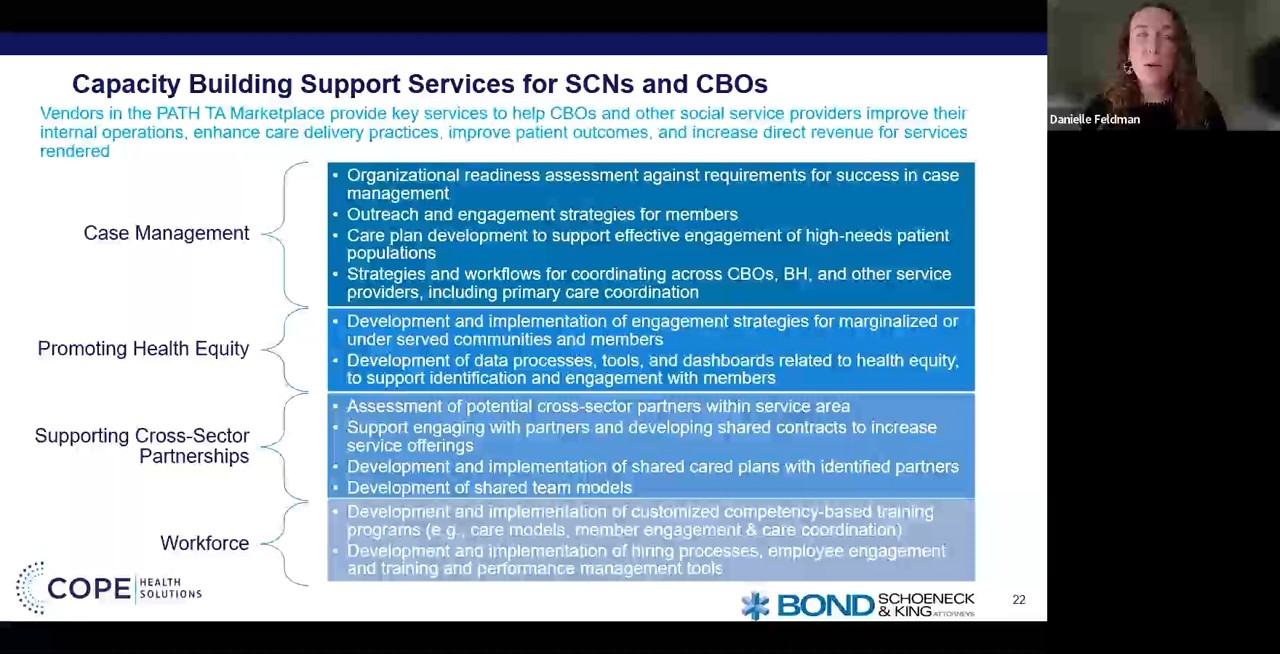 Capacity Building Support Services for SCNs and CBOs
Vendors in the PATH TA Marketplace provide key services to help CBOs and other social service providers improve their
internal operations, enhance care delivery practices, improve patient outcomes, and increase direct revenue for services
rendered
Case Management
• Organizational readiness assessment against requirements for success in case
management
• Outreach and engagement strategies for members
• Care plan development to support effective engagement of high-needs patient
populations
• Strategies and workflows for coordinating across CBOs, BH, and other service
providers, including primary care coordination
Promoting Health Equity
• Development and implementation of engagement strategies for marginalized or
under served communities and members
• Development of data processes, tools, and dashboards related to health equity,
to support identification and engagement with members
Supporting Cross-Sector
Partnerships
• Assessment of potential cross-sector partners within service area
• Support engaging with partners and developing shared contracts to increase
service offerings
• Development and implementation of shared cared plans with identified partners
• Development of shared team models
Workforce
• Development and implementation of customized competency-based training
programs (e.g., care models, member engagement & care coordination)
• Development and implementation of hiring processes, employee engagement
and training and performance management tools
COPE HEALTH
SOLUTIONS
BOND SCHOENECK
& KING ATTORNEYS
22
Danielle Feldman